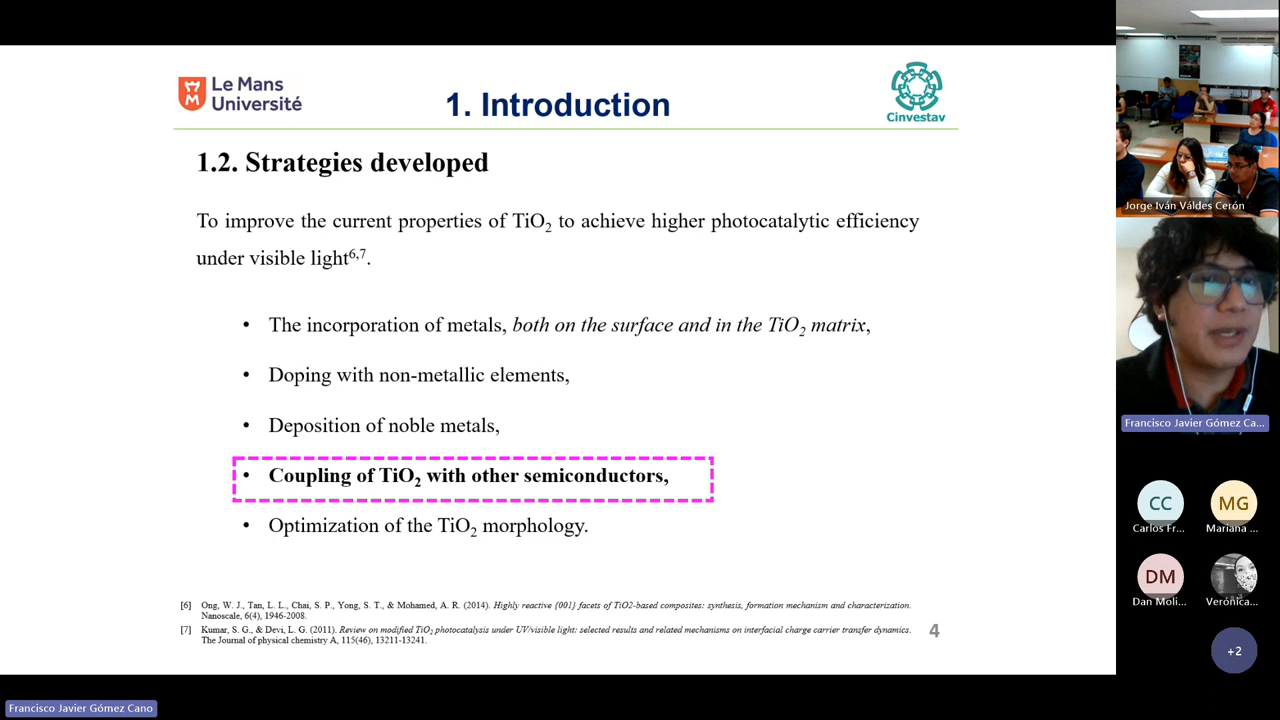 Le Mans
Université
1. Introduction
Cinvestav
1.2. Strategies developed
To improve the current properties of TiO₂ to achieve higher photocatalytic efficiency
under visible light⁶,⁷.
• The incorporation of metals, both on the surface and in the TiO₂ matrix,
• Doping with non-metallic elements,
• Deposition of noble metals,
• Coupling of TiO₂ with other semiconductors,
• Optimization of the TiO₂ morphology.
[6] Ong, W. J., Tan, L. L., Chai, S. P., Yong, S. T., & Mohamed, A. R. (2014). Highly reactive {001} facets of TiO2-based composites: synthesis, formation mechanism and characterization.
Nanoscale, 6(4), 1946-2008.
[7] Kumar, S. G., & Devi, L. G. (2011). Review on modified TiO₂ photocatalysis under UV/visible light: selected results and related mechanisms on interfacial charge carrier transfer dynamics.
The Journal of physical chemistry A, 115(46), 13211-13241.
4
Jorge Iván Váldes Cerón
Francisco Javier Gómez Ca...
CC
Carlos Fr...
MG
Mariana ...
DM
Dan Moli...
Verónica...
+2
Francisco Javier Gómez Cano